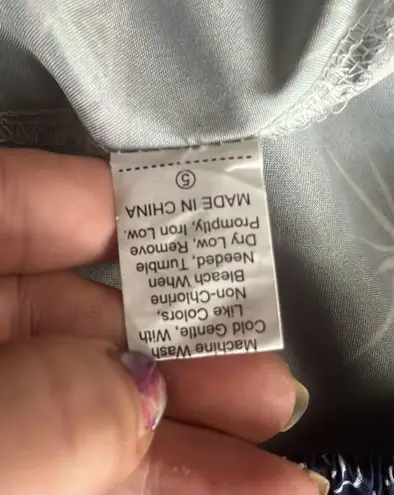 Machine Wash
Cold Gentle, With
Like Colors,
Non-Chlorine
Bleach When
Needed, Tumble
Dry Low, Remove
Promptly, Iron Low.
MADE IN CHINA
5